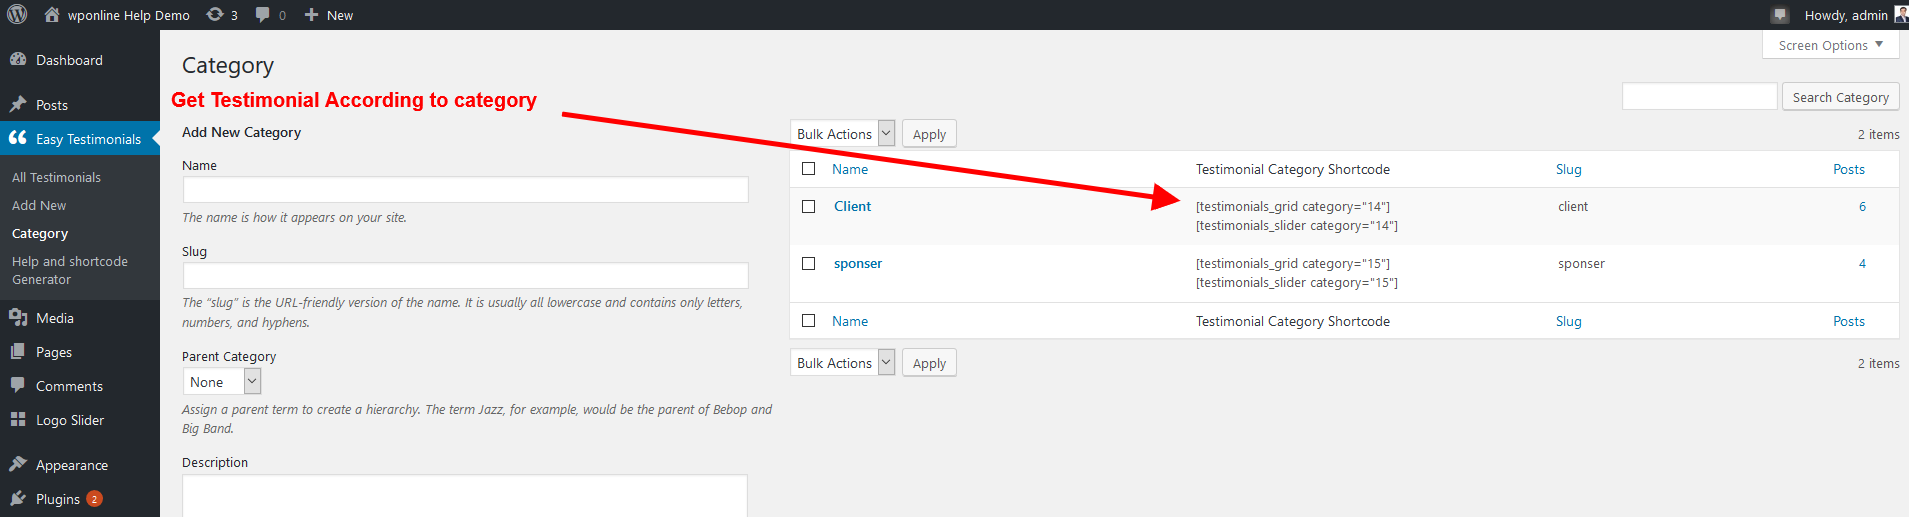 wponline Help Demo 3 0 New Howdy, admin
Screen Options
Dashboard
Posts
Easy Testimonials
All Testimonials
Add New
Category
Help and shortcode
Generator
Media
Pages
Comments
Logo Slider
Appearance
Plugins 2
Category
Get Testimonial According to category
Add New Category
Name
The name is how it appears on your site.
Slug
The “slug” is the URL-friendly version of the name. It is usually all lowercase and contains only letters,
numbers, and hyphens.
Parent Category
None
Assign a parent term to create a hierarchy. The term Jazz, for example, would be the parent of Bebop and
Big Band.
Description
Search Category
Bulk Actions Apply 2 items
Name Testimonial Category Shortcode Slug Posts
Client [testimonials_grid category="14"] client 6
[testimonials_slider category="14"]
sponser [testimonials_grid category="15"] sponser 4
[testimonials_slider category="15"]
Name Testimonial Category Shortcode Slug Posts
Bulk Actions Apply 2 items